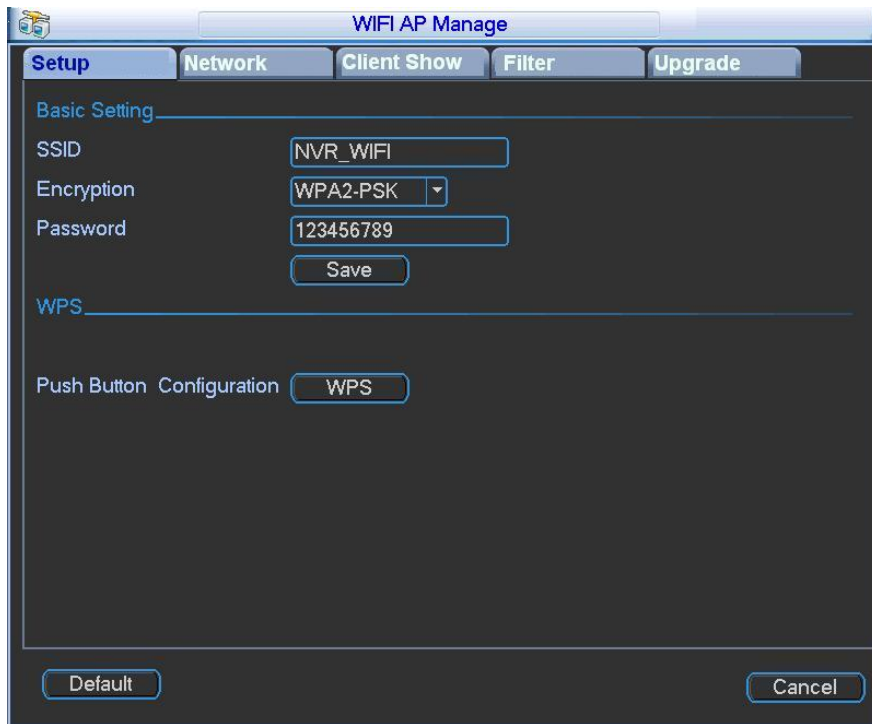 WIFI AP Manage
Setup Network Client Show Filter Upgrade
Basic Setting
SSID NVR_WIFI
Encryption WPA2-PSK
Password 123456789
Save
WPS
Push Button Configuration WPS
Default Cancel